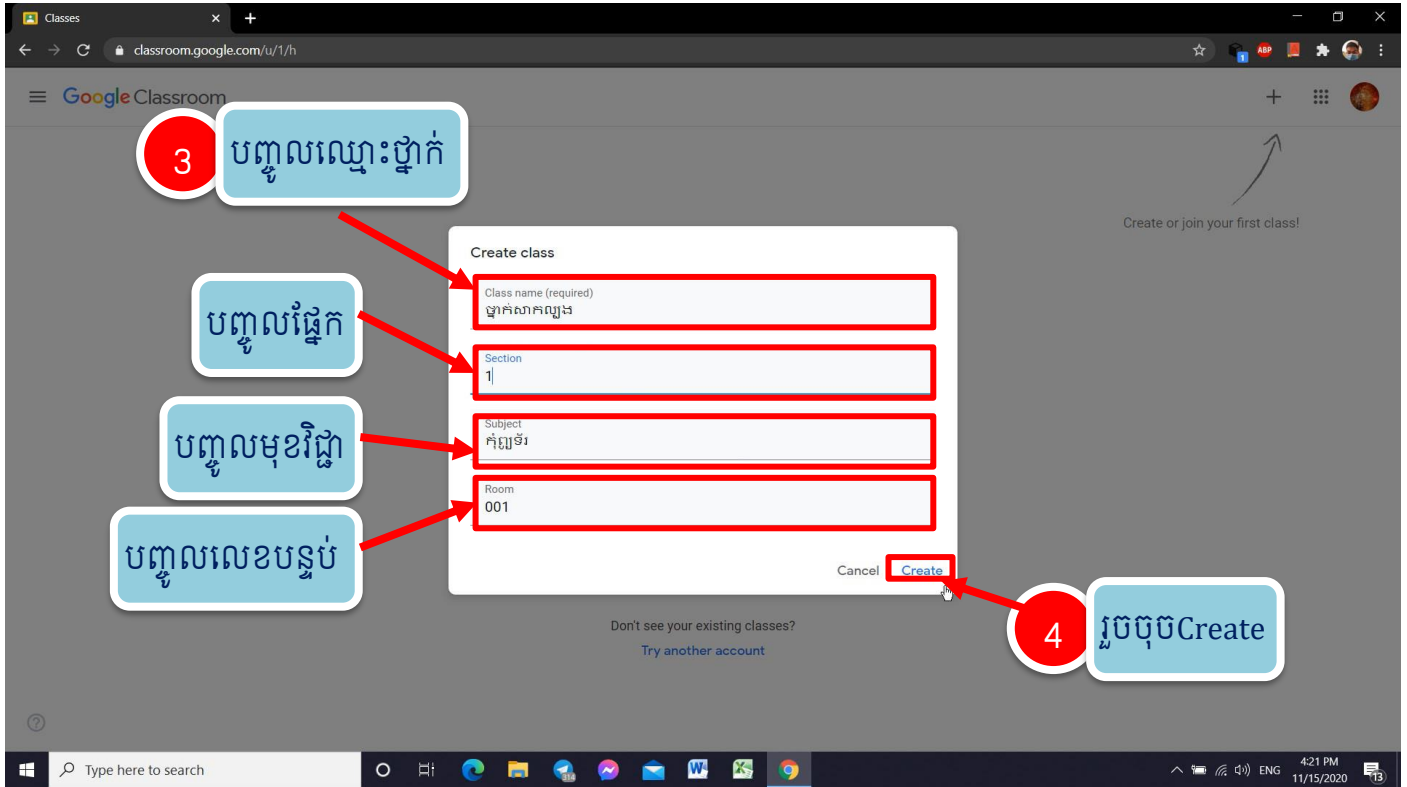 Classes
classroom.google.com/u/1/h
1
ABP
Google Classroom
3
បញ្ចូលឈ្មោះថ្នាក់
Create or join your first class!
Create class
Class name (required)
ថ្នាក់សាកល្បង
បញ្ចូលផ្នែក
Section
1
បញ្ចូលមុខវិជ្ជា
Subject
កុំព្យូទ័រ
Room
001
បញ្ចូលលេខបន្ទប់
Cancel
Create
4
រួចចុចCreate
Don't see your existing classes?
Try another account
Type here to search
314
ENG
4:21 PM
11/15/2020
13